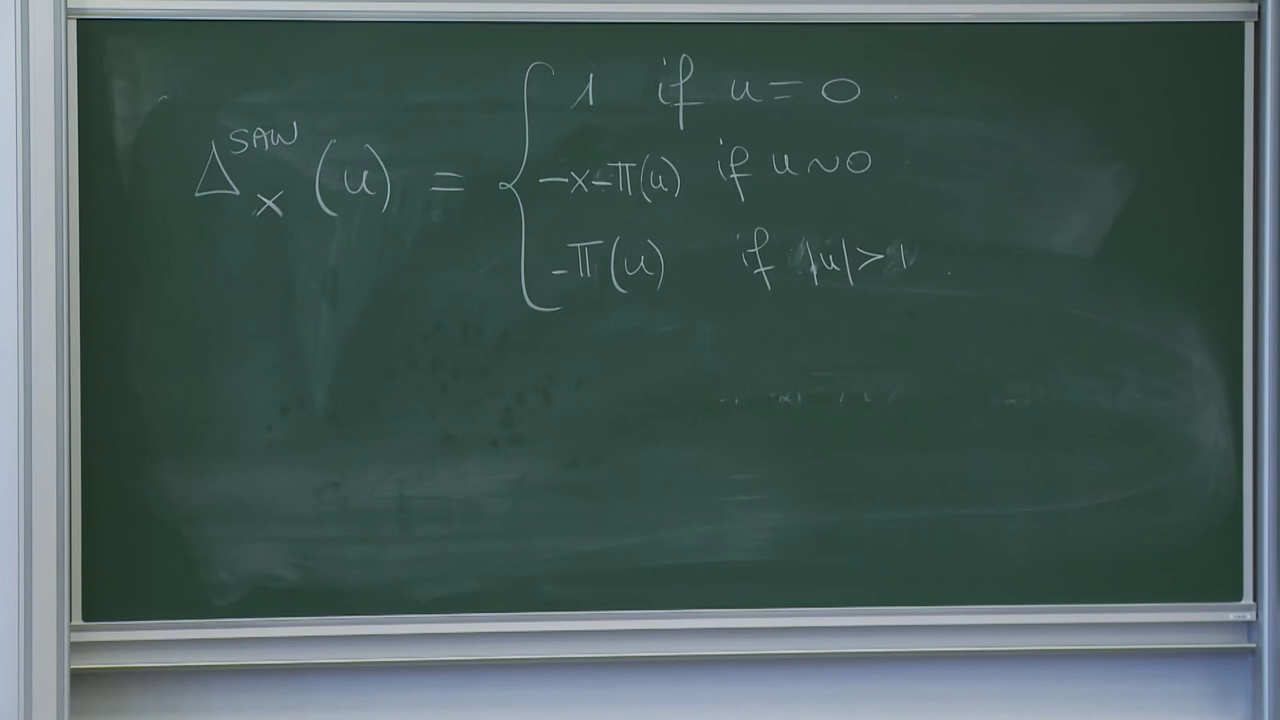 1 if u = 0
Δ^SAW_x (u) = { -x-Π(u) if u ~ 0
-Π(u) if |u| > 1